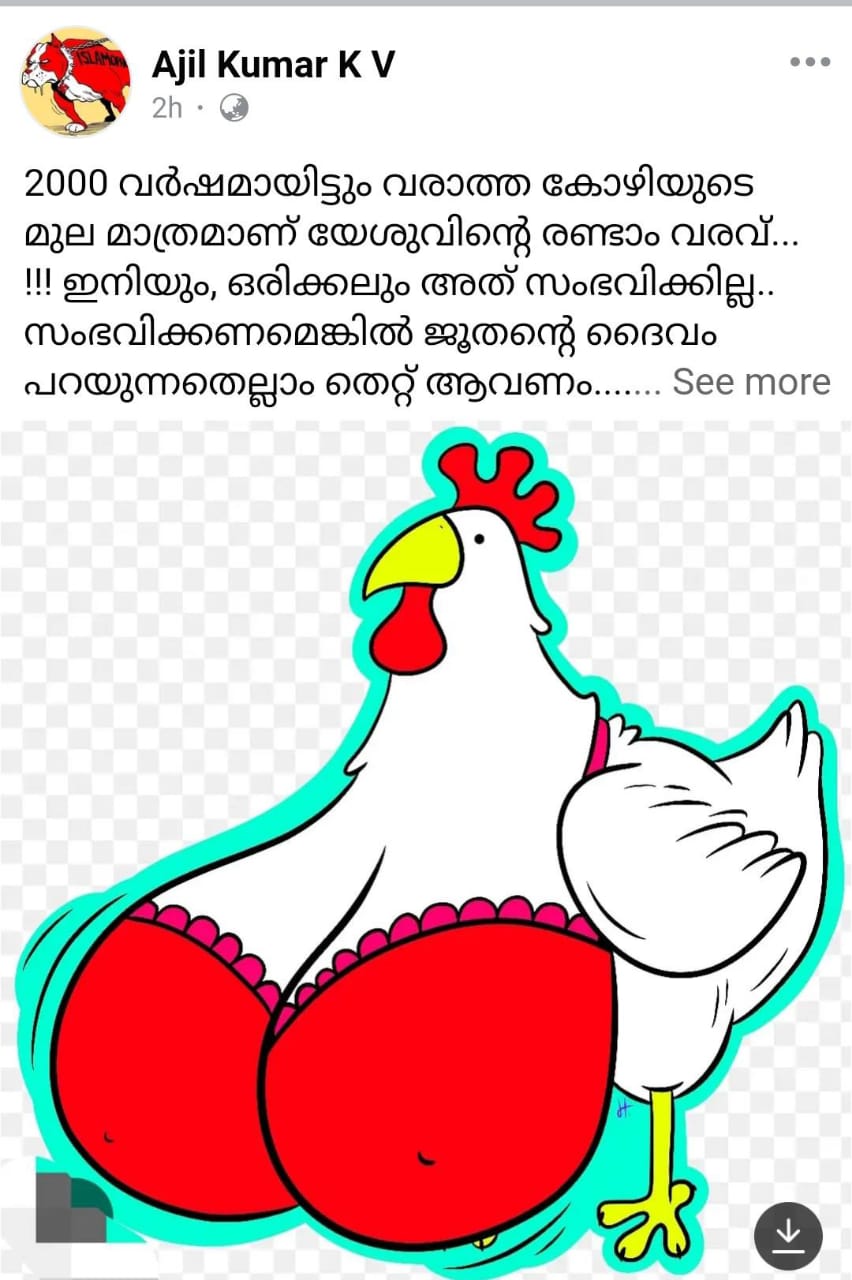 ISLAMOPH
Ajil Kumar K V
2h ·
2000 വർഷമായിട്ടും വരാത്ത കോഴിയുടെ
മുല മാത്രമാണ് യേശുവിന്റെ രണ്ടാം വരവ്...
!!! ഇനിയും, ഒരിക്കലും അത് സംഭവിക്കില്ല..
സംഭവിക്കണമെങ്കിൽ ജൂതന്റെ ദൈവം
പറയുന്നതെല്ലാം തെറ്റ് ആവണം....... See more